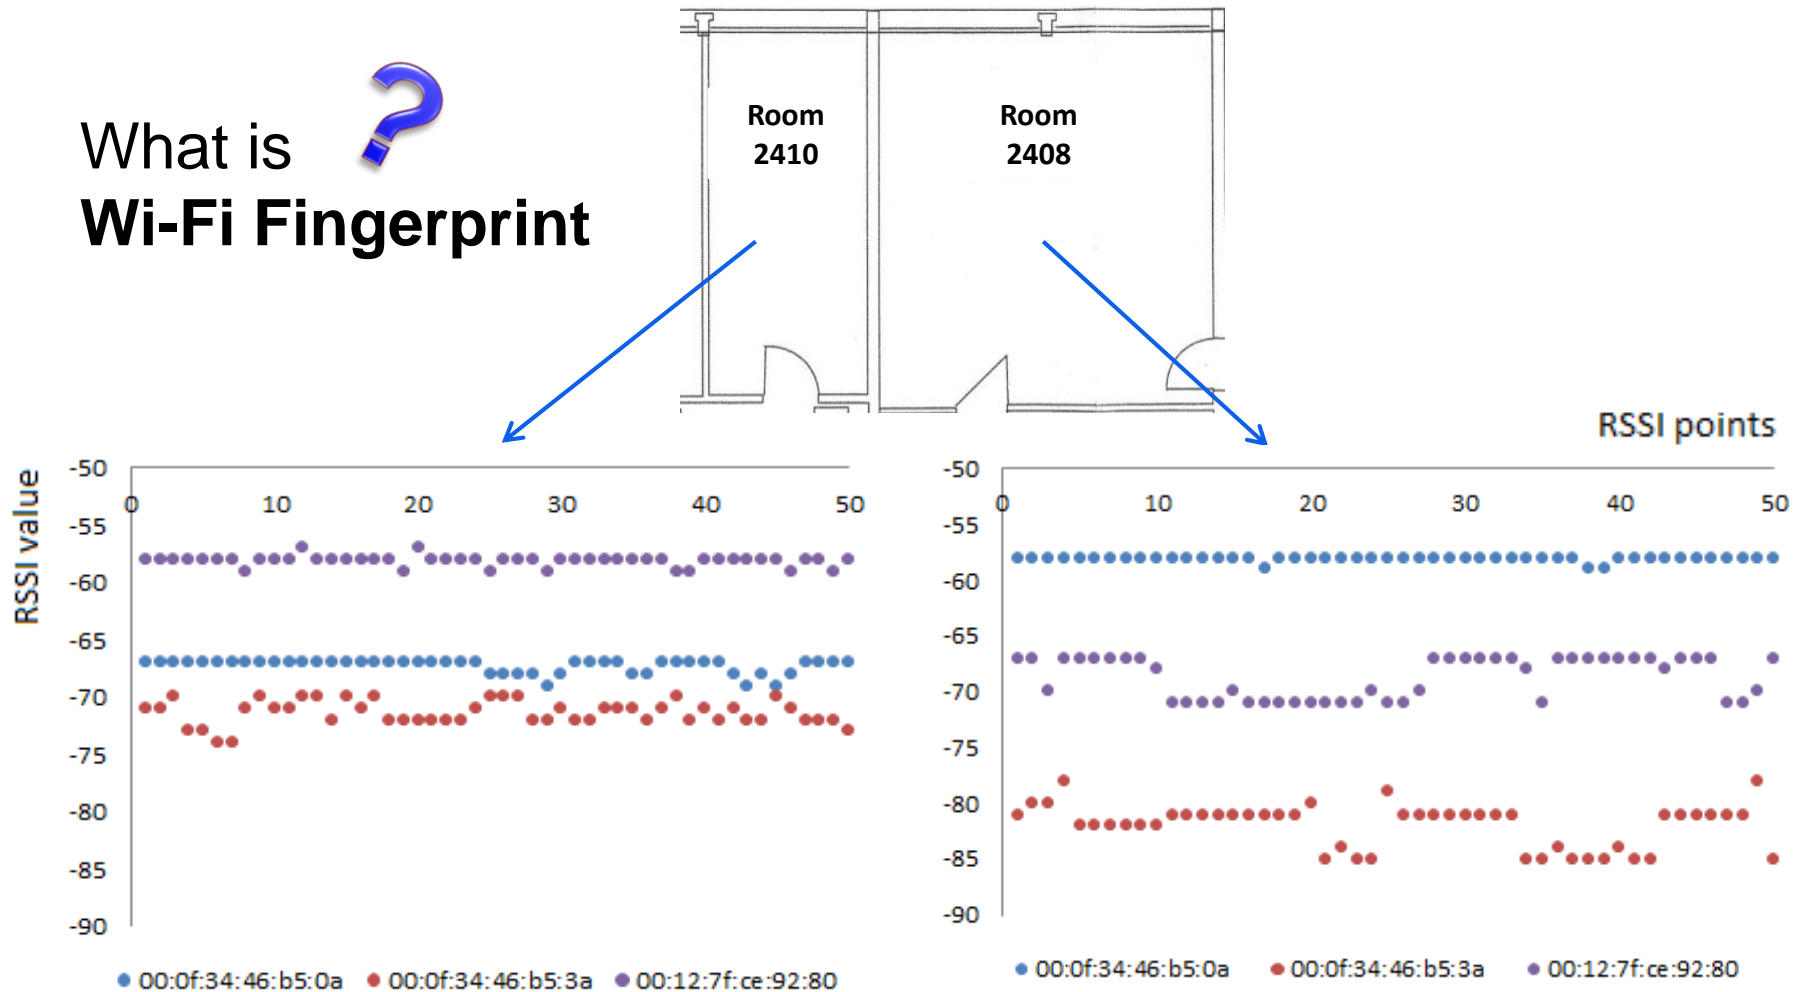 What is
Wi-Fi Fingerprint
Room
2410
Room
2408
RSSI value
-50
-55
-60
-65
-70
-75
-80
-85
-90
0 10 20 30 40 50
00:0f:34:46:b5:0a 00:0f:34:46:b5:3a 00:12:7f:ce:92:80
RSSI points
-50
-55
-60
-65
-70
-75
-80
-85
-90
0 10 20 30 40 50
00:0f:34:46:b5:0a 00:0f:34:46:b5:3a 00:12:7f:ce:92:80